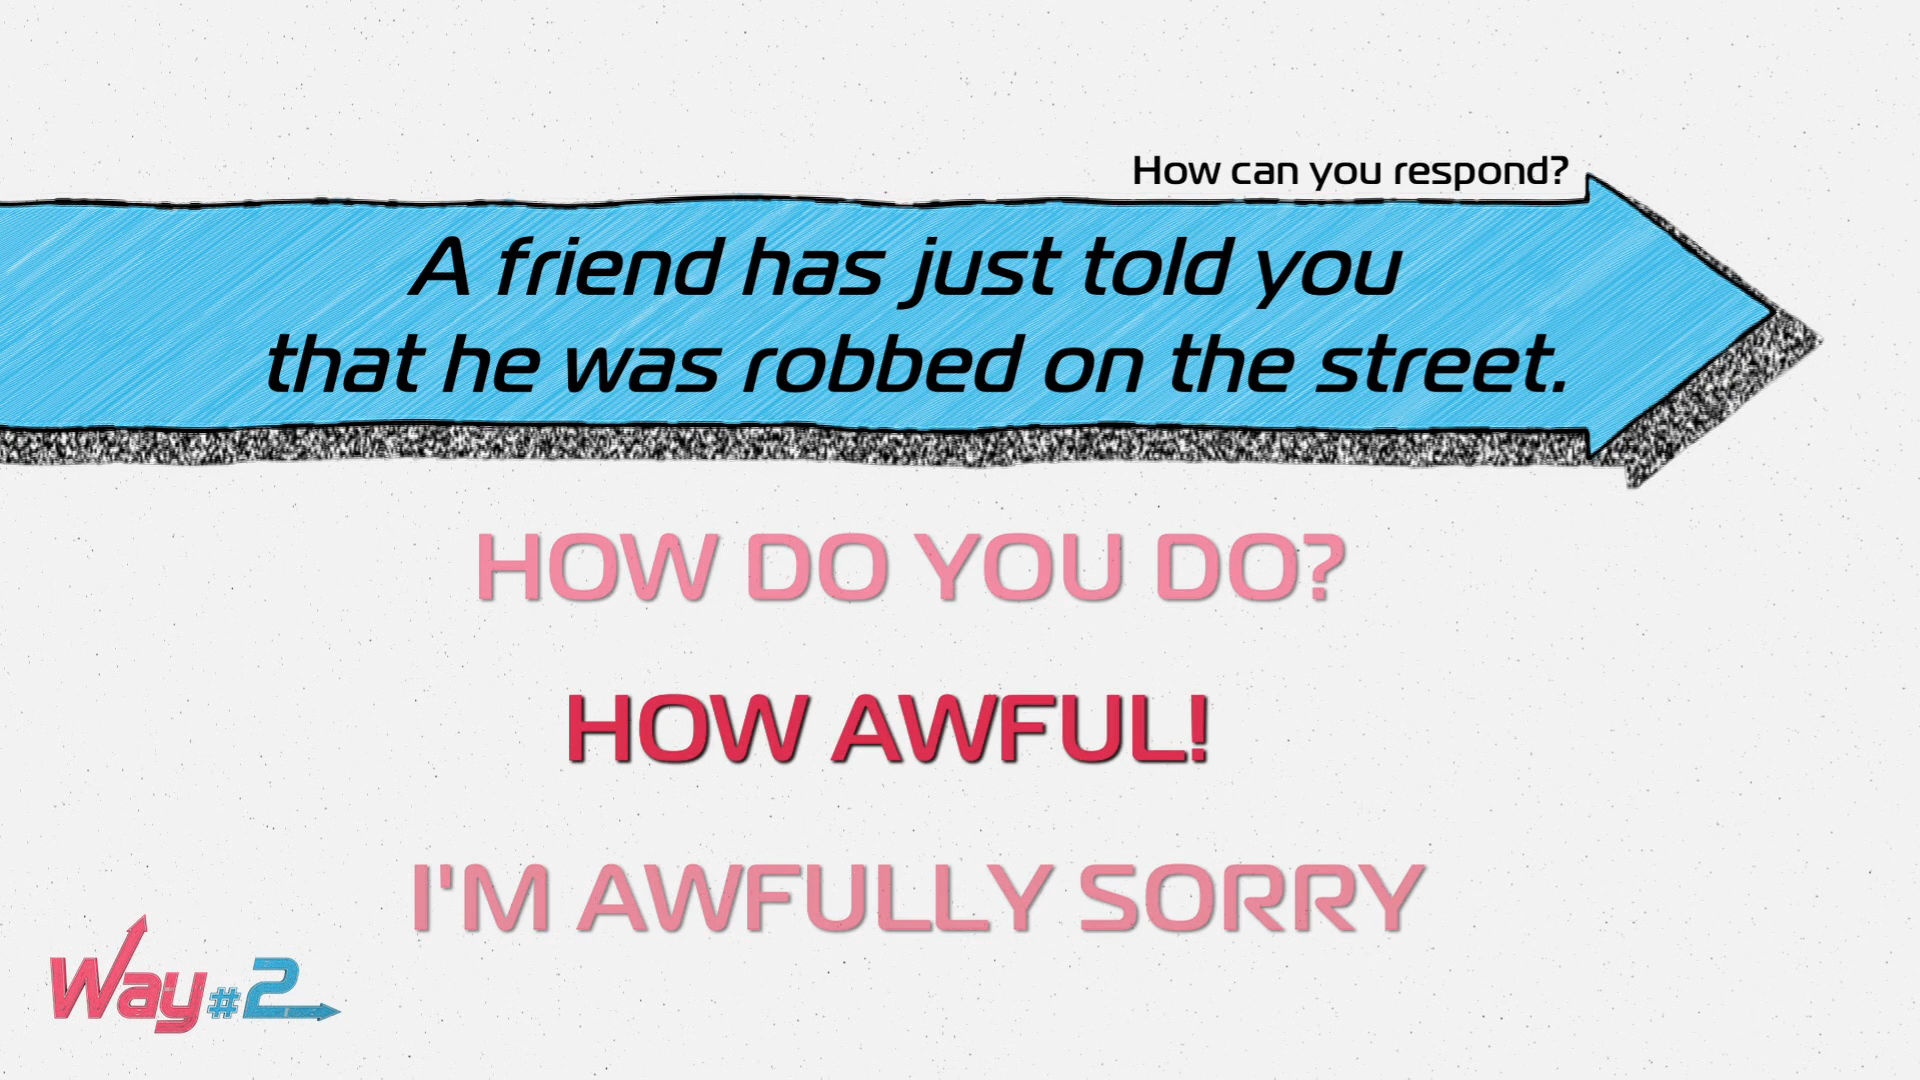 How can you respond?
A friend has just told you
that he was robbed on the street.
HOW DO YOU DO?
HOW AWFUL!
I'M AWFULLY SORRY
Way#2